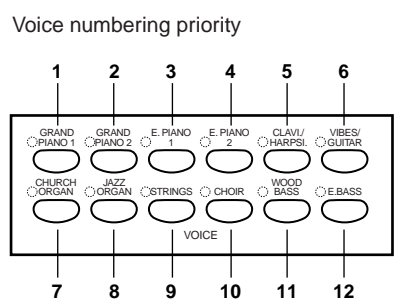 Voice numbering priority
1 2 3 4 5 6
GRAND PIANO 1 GRAND PIANO 2 E. PIANO 1 E. PIANO 2 CLAVI./ HARPSI. VIBES/ GUITAR
CHURCH ORGAN JAZZ ORGAN STRINGS CHOIR WOOD BASS E.BASS
VOICE
7 8 9 10 11 12